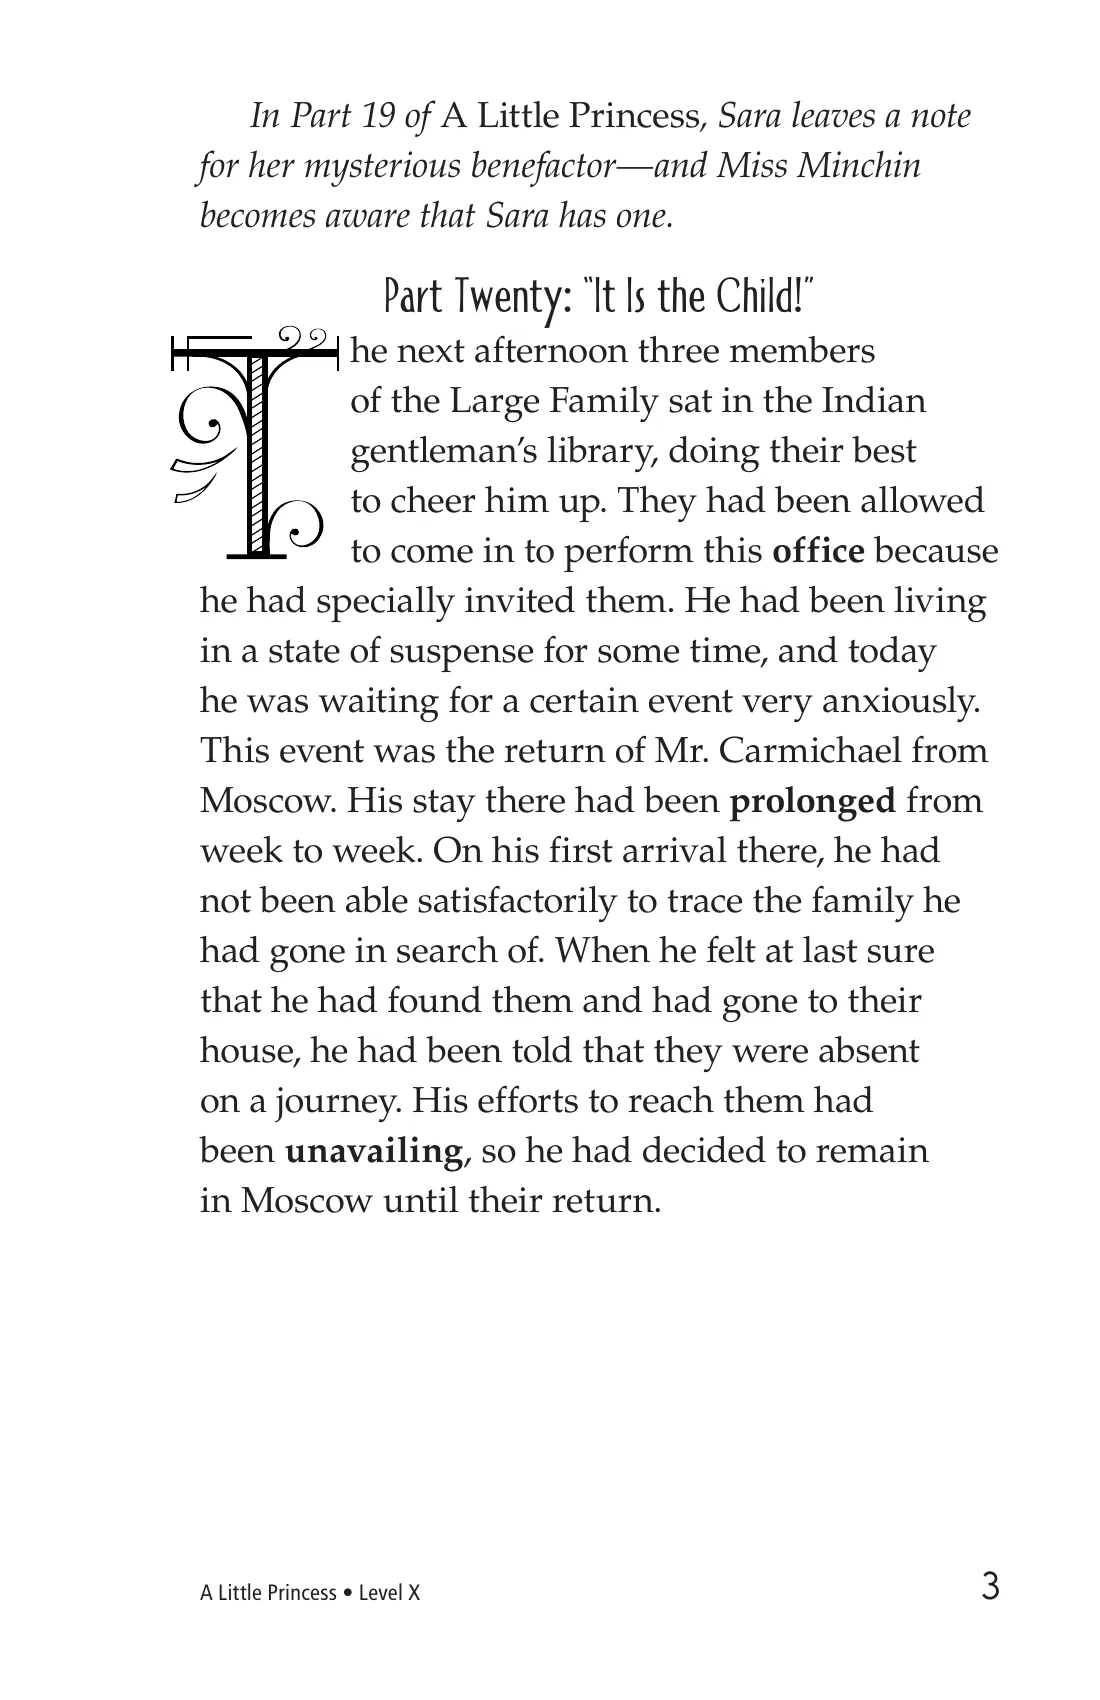 In Part 19 of A Little Princess, Sara leaves a note
for her mysterious benefactor—and Miss Minchin
becomes aware that Sara has one.
Part Twenty: “It Is the Child!”
The next afternoon three members
of the Large Family sat in the Indian
gentleman’s library, doing their best
to cheer him up. They had been allowed
to come in to perform this office because
he had specially invited them. He had been living
in a state of suspense for some time, and today
he was waiting for a certain event very anxiously.
This event was the return of Mr. Carmichael from
Moscow. His stay there had been prolonged from
week to week. On his first arrival there, he had
not been able satisfactorily to trace the family he
had gone in search of. When he felt at last sure
that he had found them and had gone to their
house, he had been told that they were absent
on a journey. His efforts to reach them had
been unavailing, so he had decided to remain
in Moscow until their return.
A Little Princess • Level X 3